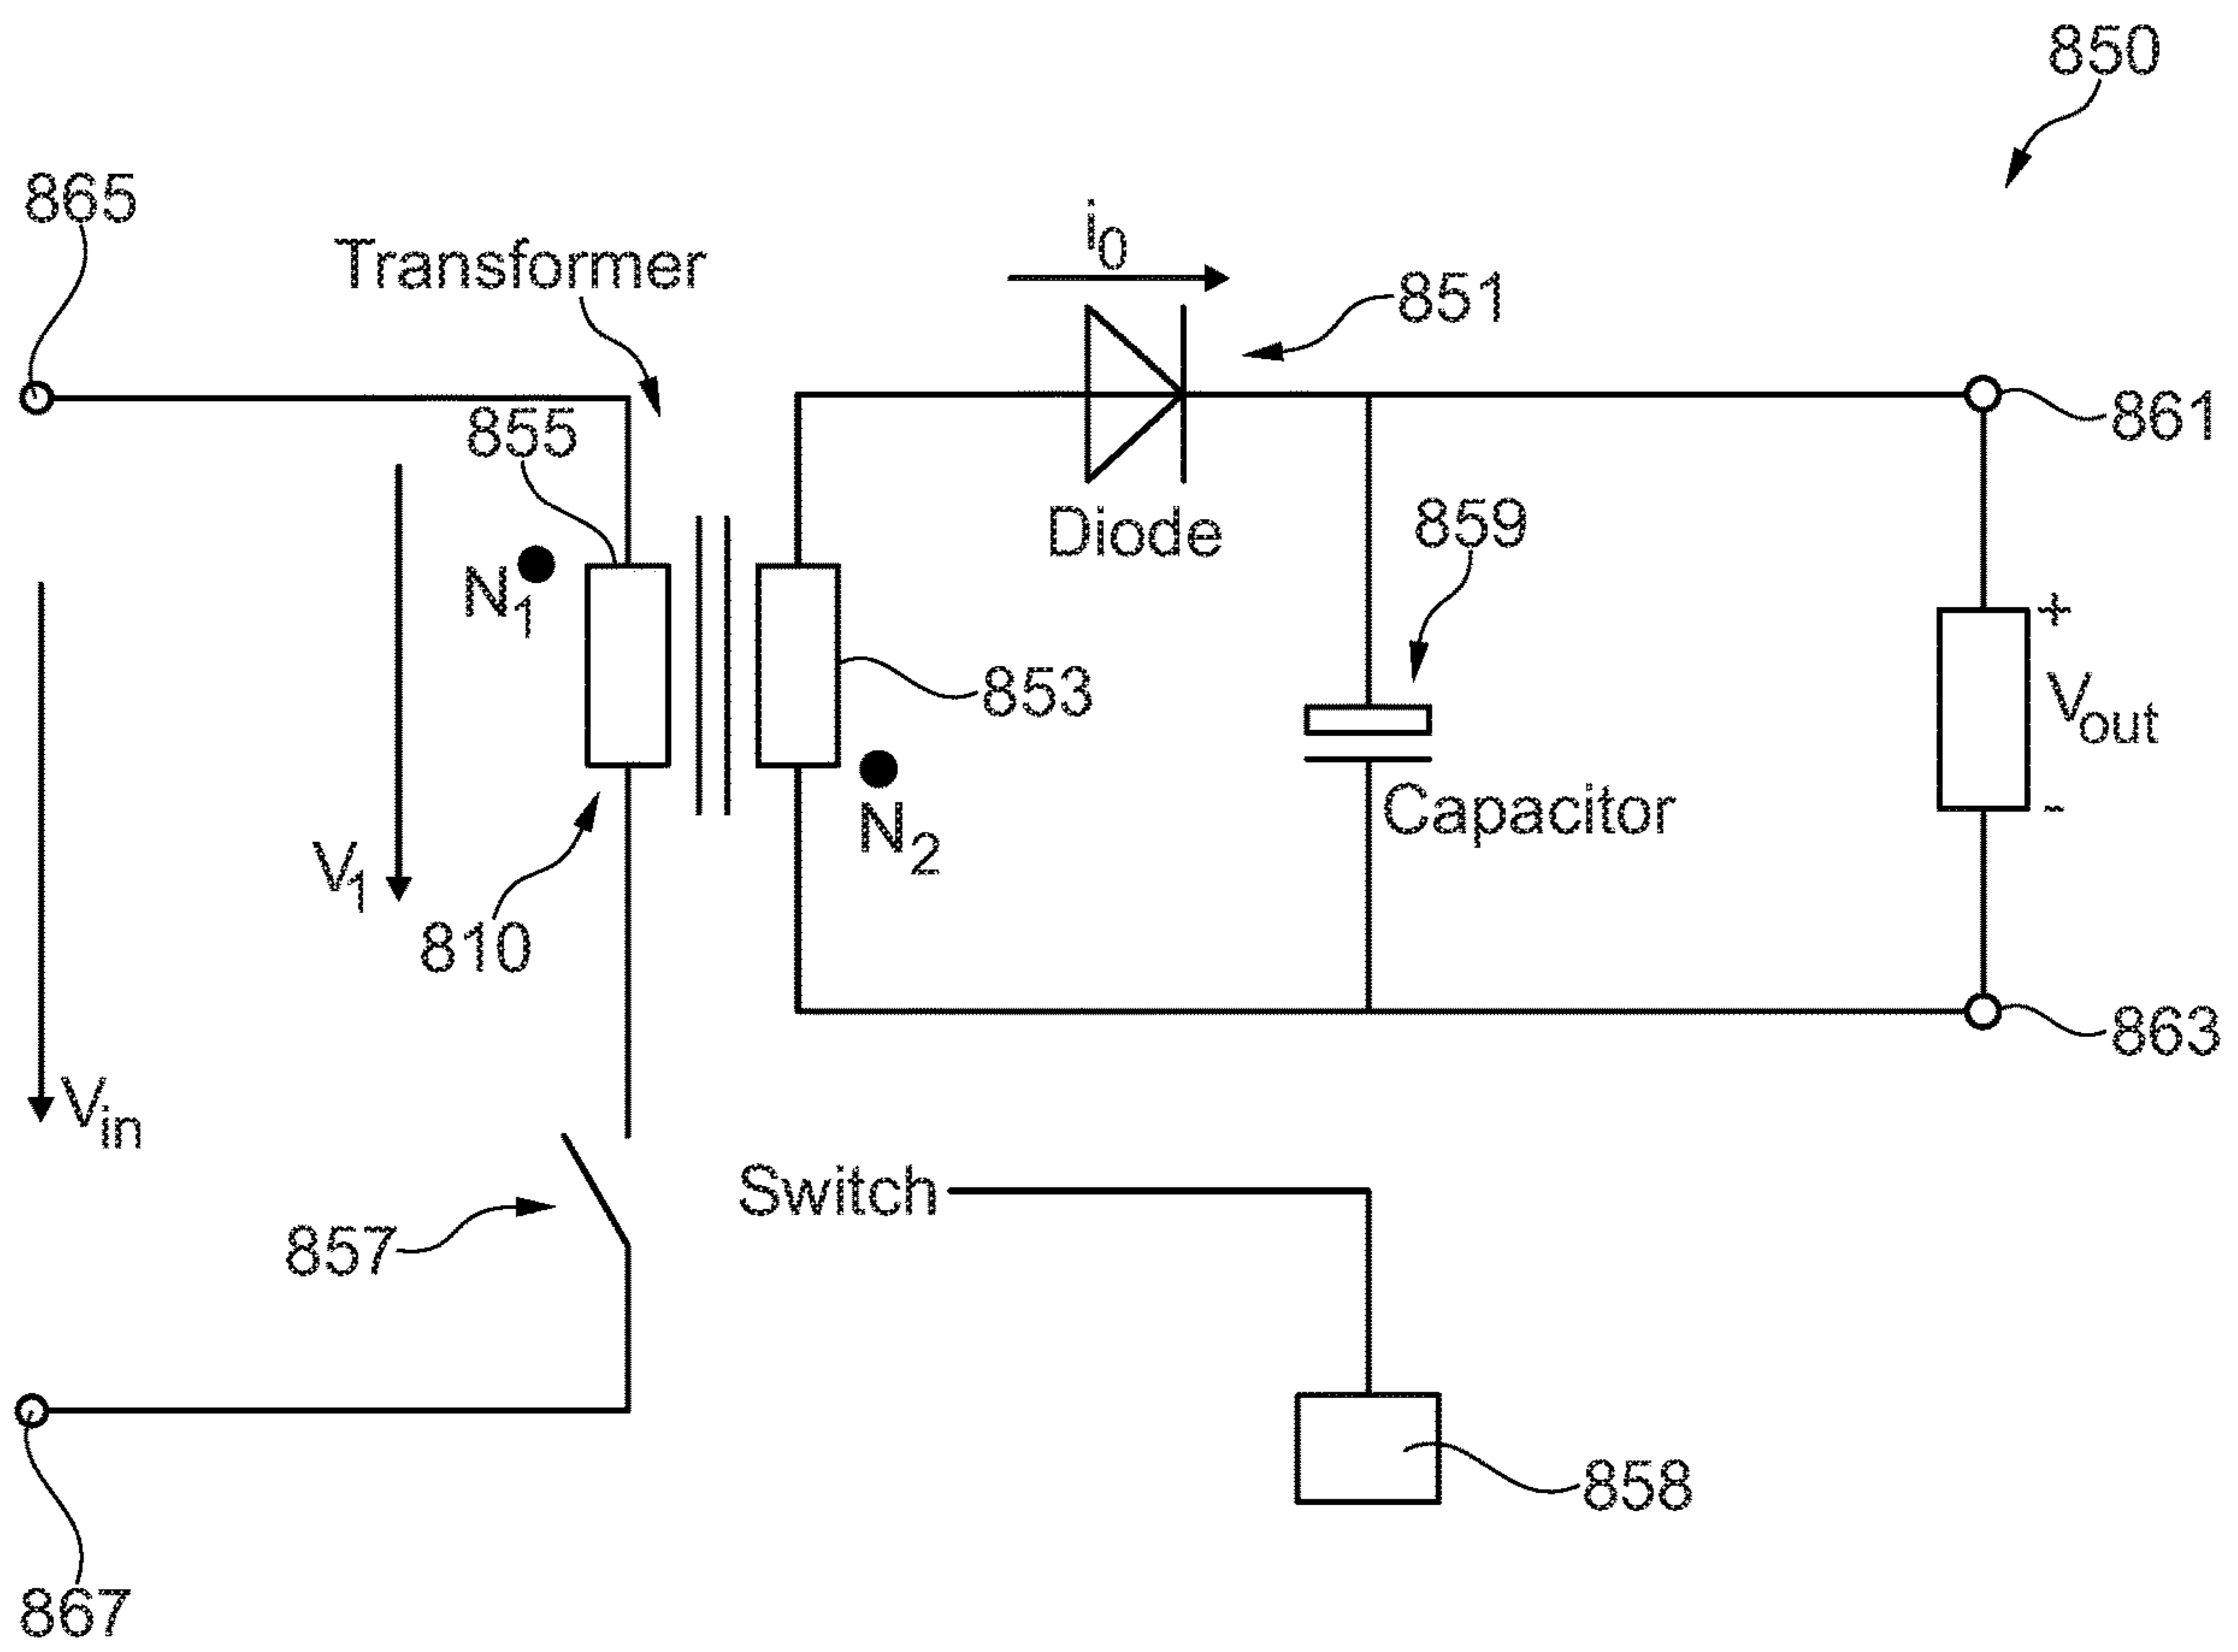 850
865
i0
Transformer
851
855
861
859
Diode
N1
853
+
Vout
-
Capacitor
N2
V1
810
863
Vin
Switch
857
858
867